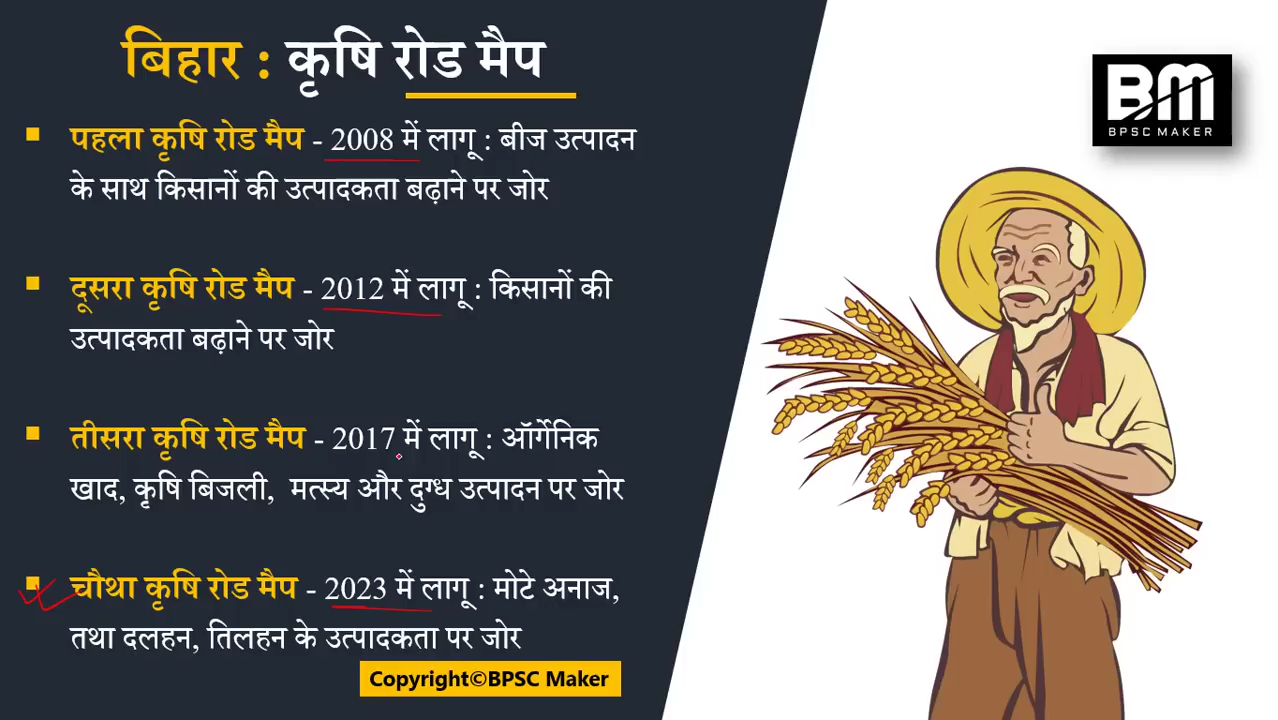 बिहार : कृषि रोड मैप
BM
BPSC MAKER
पहला कृषि रोड मैप - 2008 में लागू : बीज उत्पादन
के साथ किसानों की उत्पादकता बढ़ाने पर जोर
दूसरा कृषि रोड मैप - 2012 में लागू : किसानों की
उत्पादकता बढ़ाने पर जोर
तीसरा कृषि रोड मैप - 2017 में लागू : ऑर्गेनिक
खाद, कृषि बिजली, मत्स्य और दुग्ध उत्पादन पर जोर
चौथा कृषि रोड मैप - 2023 में लागू : मोटे अनाज,
तथा दलहन, तिलहन के उत्पादकता पर जोर
Copyright©BPSC Maker